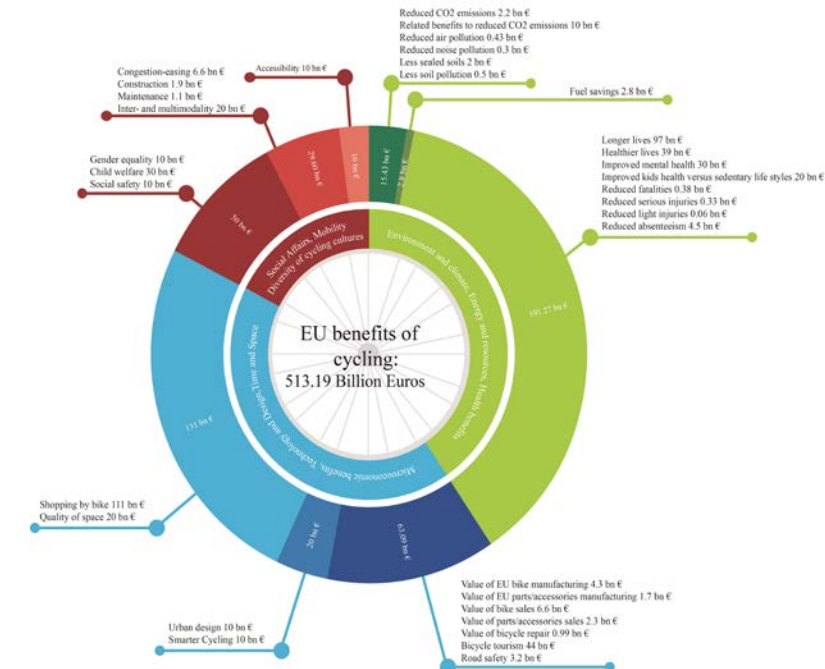 Reduced CO2 emissions 2.2 bn €
Related benefits to reduced CO2 emissions 10 bn €
Reduced air pollution 0.43 bn €
Reduced noise pollution 0.3 bn €
Less sealed soils 2 bn €
Less soil pollution 0.5 bn €
Fuel savings 2.8 bn €
Accessibility 10 bn €
Congestion-easing 6.6 bn €
Construction 1.9 bn €
Maintenance 1.1 bn €
Inter- and multimodality 20 bn €
Gender equality 10 bn €
Child welfare 30 bn €
Social safety 10 bn €
Longer lives 97 bn €
Healthier lives 39 bn €
Improved mental health 30 bn €
Improved kids health versus sedentary life styles 20 bn €
Reduced fatalities 0.38 bn €
Reduced serious injuries 0.33 bn €
Reduced light injuries 0.06 bn €
Reduced absenteeism 4.5 bn €
15.43 bn €
2.8 bn €
191.27 bn €
63.09 bn €
20 bn €
131 bn €
50 bn €
29.60 bn €
10 bn €
Social Affairs, Mobility
Diversity of cycling cultures
Environment and climate, Energy and resources, Health benefits
Microeconomic benefits, Technology and Design,Time and Space
EU benefits of
cycling:
513.19 Billion Euros
Shopping by bike 111 bn €
Quality of space 20 bn €
Urban design 10 bn €
Smarter Cycling 10 bn €
Value of EU bike manufacturing 4.3 bn €
Value of EU parts/accessories manufacturing 1.7 bn €
Value of bike sales 6.6 bn €
Value of parts/accessories sales 2.3 bn €
Value of bicycle repair 0.99 bn €
Bicycle tourism 44 bn €
Road safety 3.2 bn €